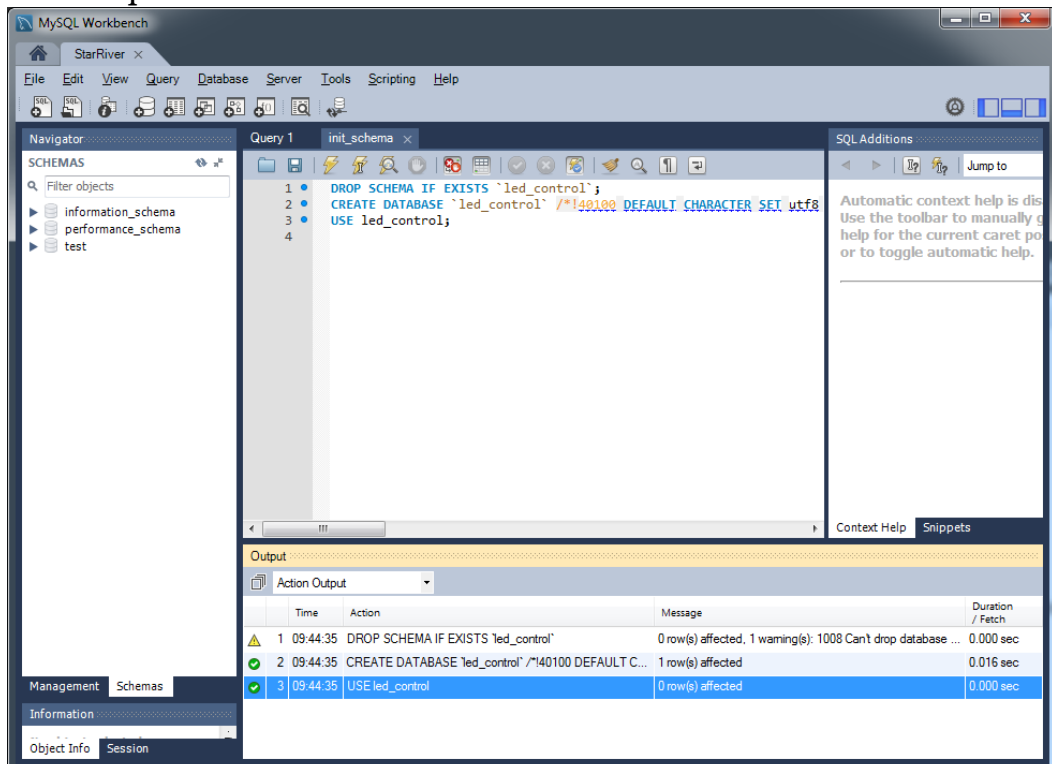 MySQL Workbench
StarRiver
File Edit View Query Database Server Tools Scripting Help
Navigator
SCHEMAS
Filter objects
information_schema
performance_schema
test
Management Schemas
Information
Object Info Session
Query 1 init_schema
1 DROP SCHEMA IF EXISTS `led_control`;
2 CREATE DATABASE `led_control` /*!40100 DEFAULT CHARACTER SET utf8
3 USE led_control;
4
SQL Additions
Jump to
Automatic context help is dis
Use the toolbar to manually g
help for the current caret po
or to toggle automatic help.
Context Help Snippets
Output
Action Output
Time Action Message Duration / Fetch
1 09:44:35 DROP SCHEMA IF EXISTS `led_control` 0 row(s) affected, 1 warning(s): 1008 Can't drop database ... 0.000 sec
2 09:44:35 CREATE DATABASE `led_control` /*!40100 DEFAULT C... 1 row(s) affected 0.016 sec
3 09:44:35 USE led_control 0 row(s) affected 0.000 sec